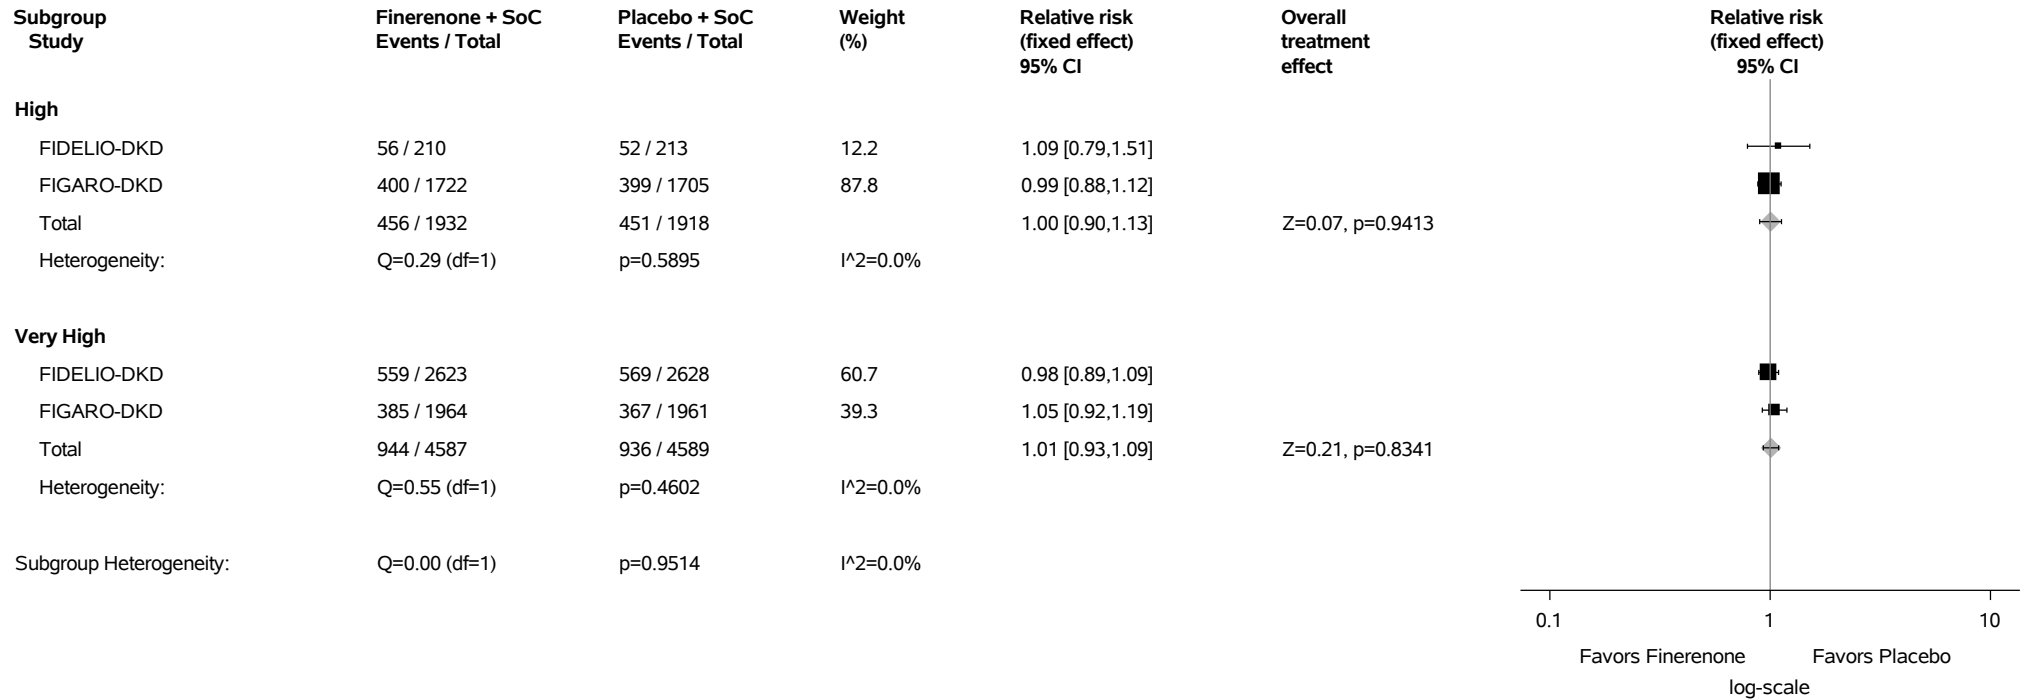 Subgroup Finerenone + SoC Placebo + SoC Weight Relative risk Overall Relative risk
Study Events / Total Events / Total (%) (fixed effect) treatment (fixed effect)
95% CI effect 95% CI
High
FIDELIO-DKD 56 / 210 52 / 213 12.2 1.09 [0.79,1.51]
FIGARO-DKD 400 / 1722 399 / 1705 87.8 0.99 [0.88,1.12]
Total 456 / 1932 451 / 1918 1.00 [0.90,1.13] Z=0.07, p=0.9413
Heterogeneity: Q=0.29 (df=1) p=0.5895 I^2=0.0%
Very High
FIDELIO-DKD 559 / 2623 569 / 2628 60.7 0.98 [0.89,1.09]
FIGARO-DKD 385 / 1964 367 / 1961 39.3 1.05 [0.92,1.19]
Total 944 / 4587 936 / 4589 1.01 [0.93,1.09] Z=0.21, p=0.8341
Heterogeneity: Q=0.55 (df=1) p=0.4602 I^2=0.0%
Subgroup Heterogeneity: Q=0.00 (df=1) p=0.9514 I^2=0.0%
0.1 1 10
Favors Finerenone Favors Placebo
log-scale